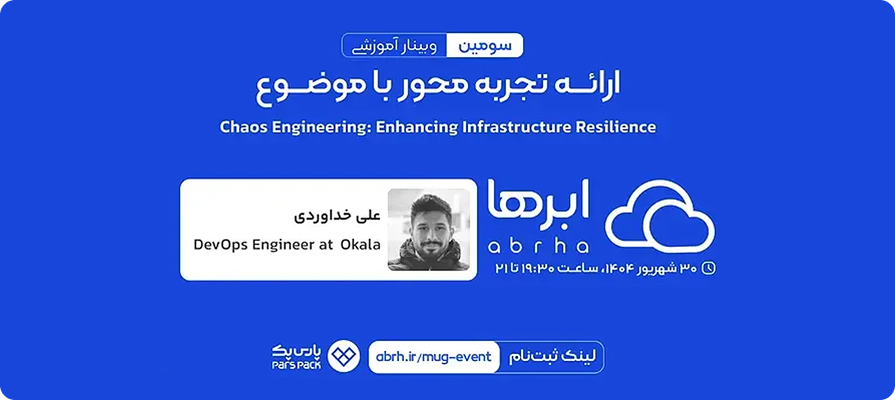 سومین وبینار آموزشی
ارائه تجربه محور با موضوع
Chaos Engineering: Enhancing Infrastructure Resilience
ابرها
abrha
۳۰ شهریور ۱۴۰۴، ساعت ۱۹:۳۰ تا ۲۱
علی خداوردی
DevOps Engineer at Okala
لینک ثبت‌نام abrh.ir/mug-event
پارس پک
PARS PACK